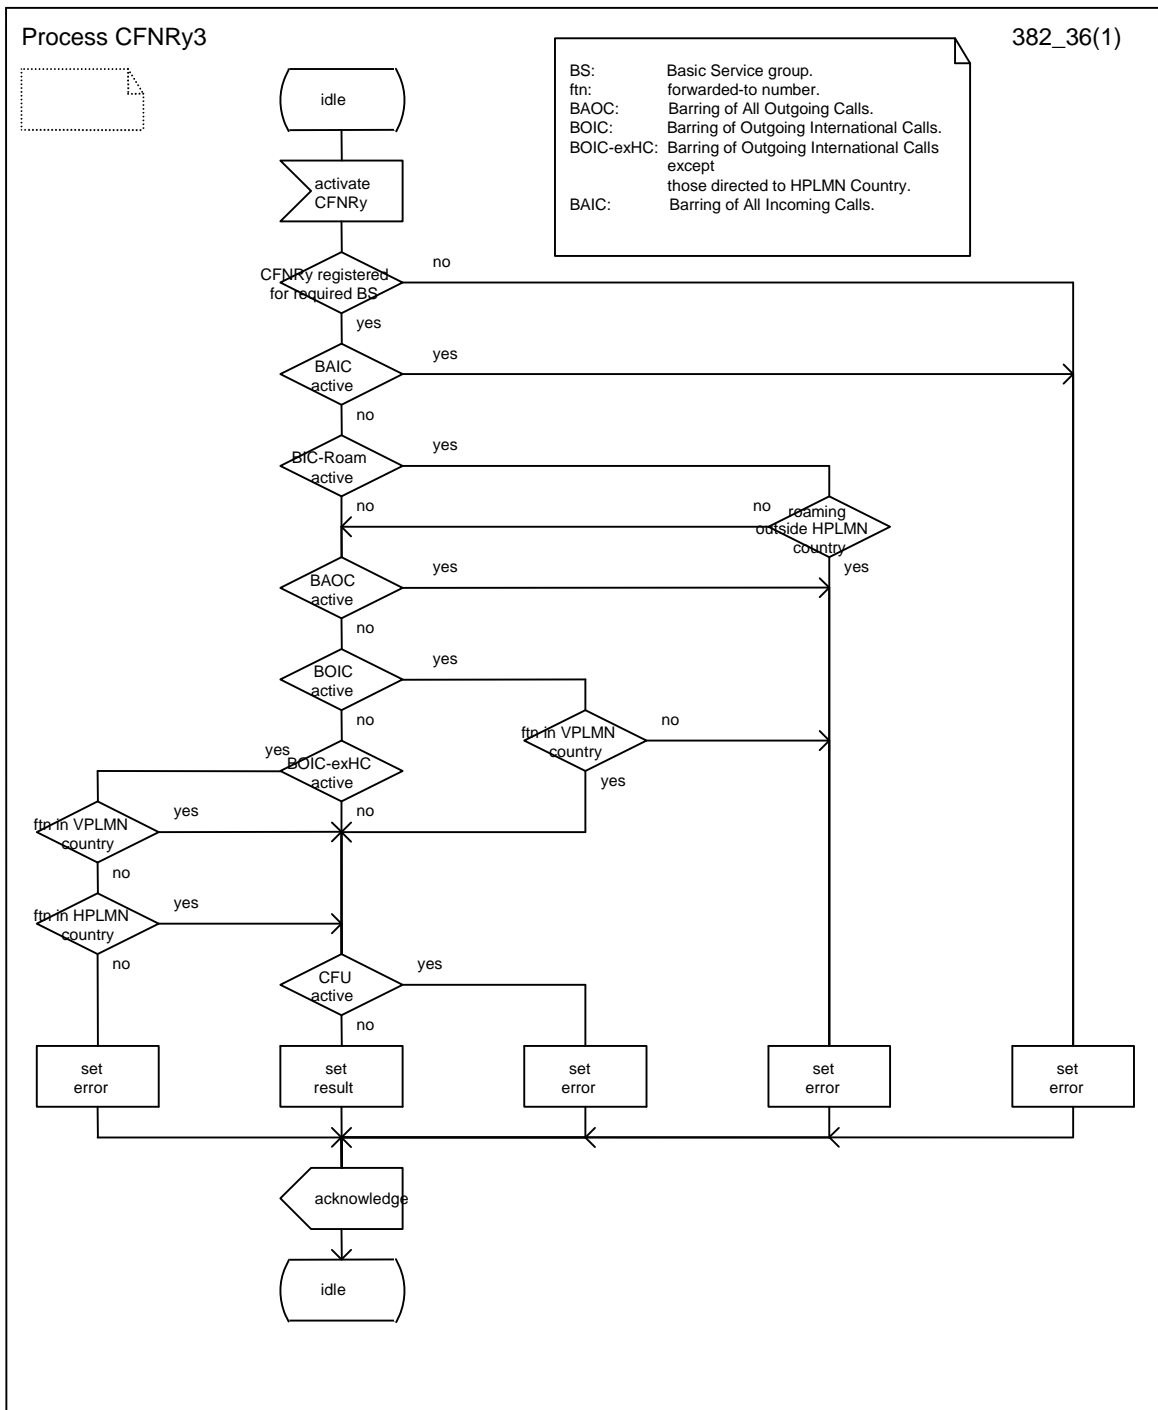 Process CFNRy3
382_36(1)
BS: Basic Service group.
ftn: forwarded-to number.
BAOC: Barring of All Outgoing Calls.
BOIC: Barring of Outgoing International Calls.
BOIC-exHC: Barring of Outgoing International Calls
except
those directed to HPLMN Country.
BAIC: Barring of All Incoming Calls.
idle
activate
CFNRy
CFNRy registered
for required BS
no
yes
BAIC
active
yes
no
BIC-Roam
active
yes
no
no
roaming
outside HPLMN
country
yes
BAOC
active
yes
no
BOIC
active
yes
no
ftn in VPLMN
country
no
yes
yes
BOIC-exHC
active
no
ftn in VPLMN
country
yes
no
ftn in HPLMN
country
yes
no
CFU
active
yes
no
set
error
set
result
set
error
set
error
set
error
acknowledge
idle